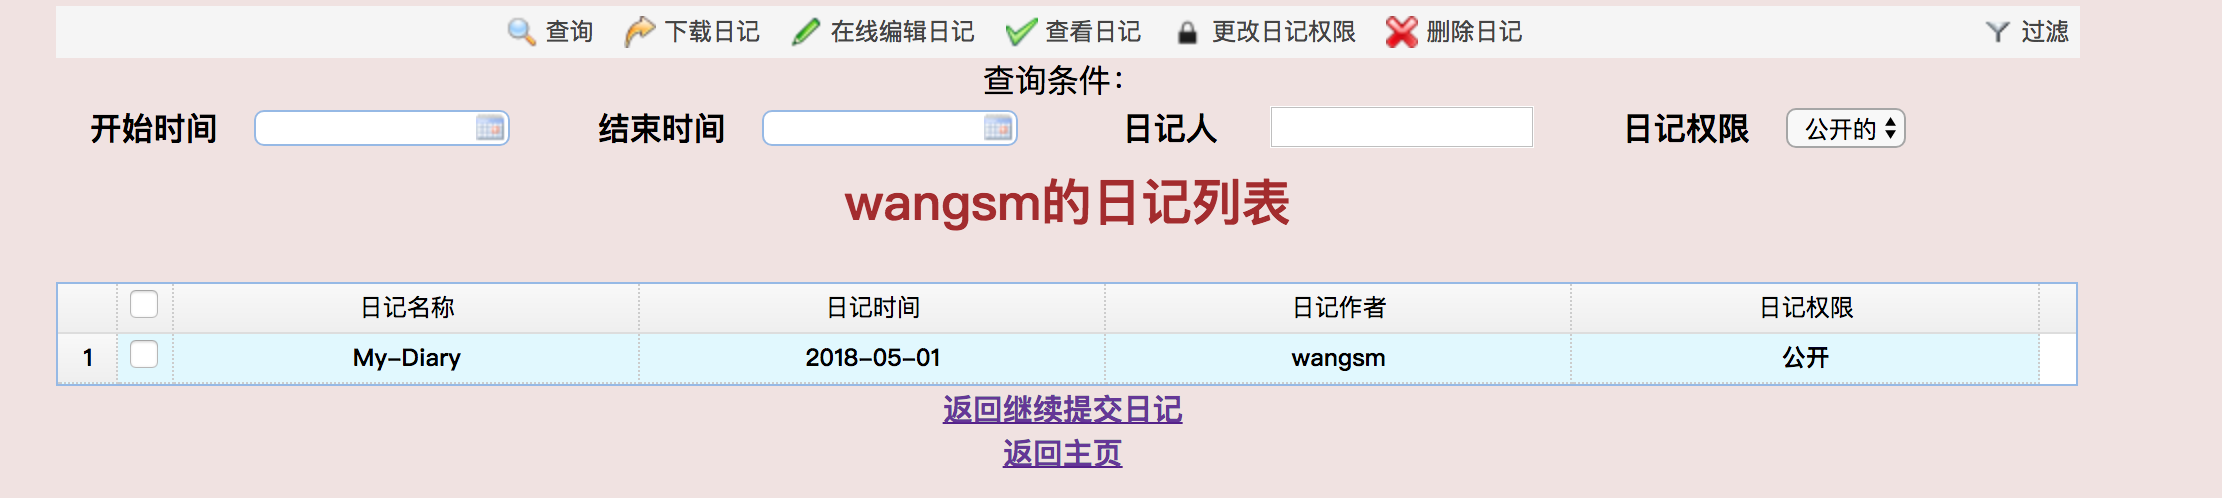 查询 下载日记 在线编辑日记 查看日记 更改日记权限 删除日记 过滤
查询条件：
开始时间 结束时间 日记人 日记权限 公开的
wangsm的日记列表
日记名称 日记时间 日记作者 日记权限
1 My-Diary 2018-05-01 wangsm 公开
返回继续提交日记
返回主页